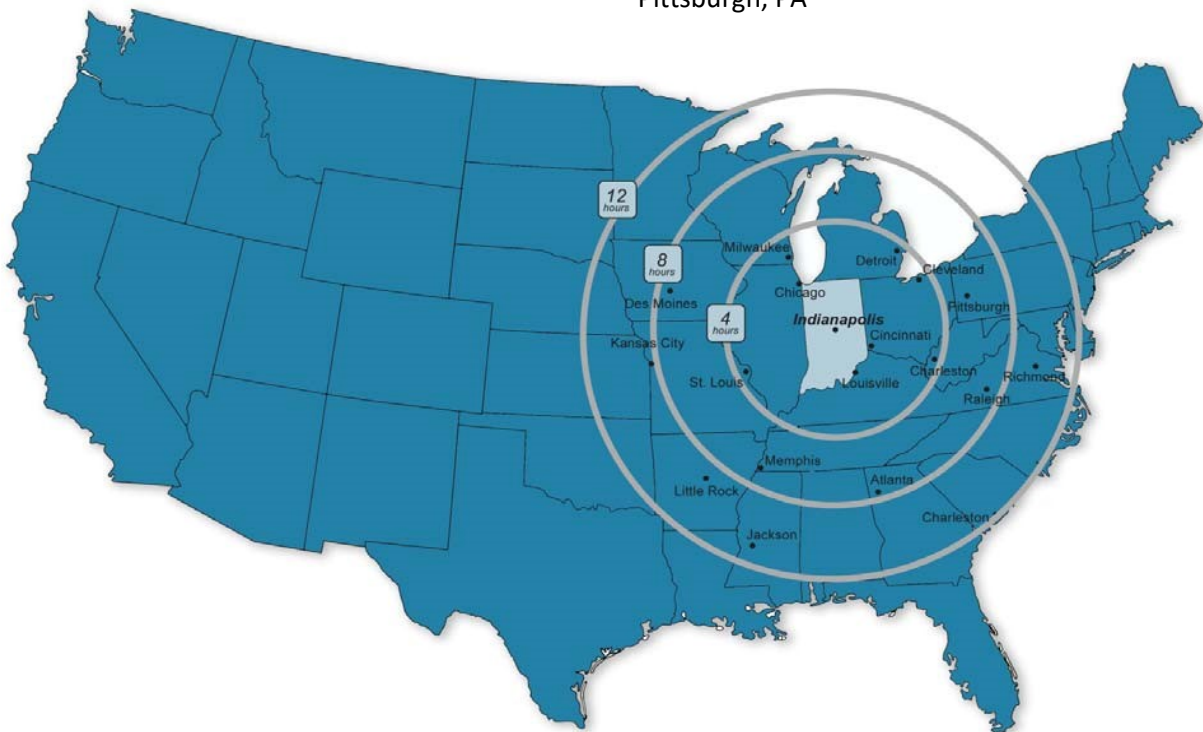 Pittsburgh, PA
12
hours
8
hours
4
hours
Milwaukee
Detroit
Cleveland
Chicago
Des Moines
Pittsburgh
Indianapolis
Cincinnati
Kansas City
St. Louis
Louisville
Charleston
Richmond
Raleigh
Memphis
Little Rock
Atlanta
Charleston
Jackson